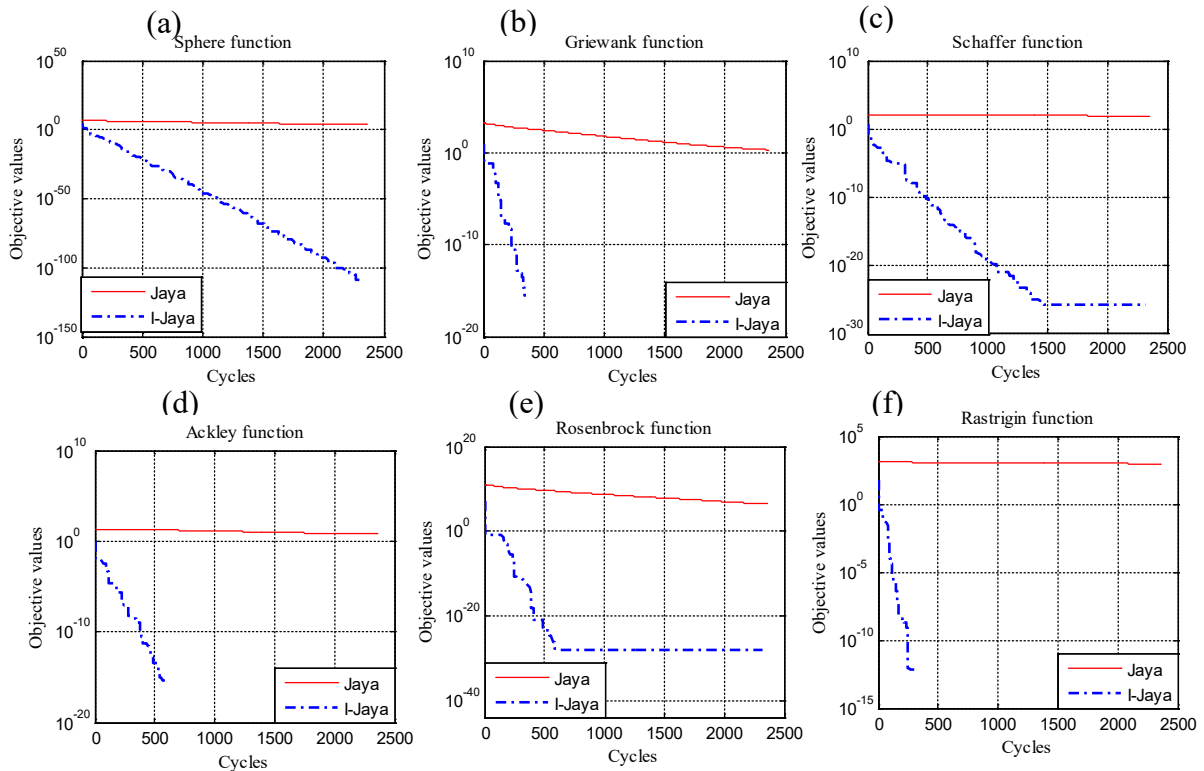 (a)
Sphere function
10^50
10^0
10^-50
10^-100
10^-150
Objective values
0 500 1000 1500 2000 2500
Cycles
Jaya
I-Jaya
(b)
Griewank function
10^10
10^0
10^-10
10^-20
Objective values
0 500 1000 1500 2000 2500
Cycles
Jaya
I-Jaya
(c)
Schaffer function
10^10
10^0
10^-10
10^-20
10^-30
Objective values
0 500 1000 1500 2000 2500
Cycles
Jaya
I-Jaya
(d)
Ackley function
10^10
10^0
10^-10
10^-20
Objective values
0 500 1000 1500 2000 2500
Cycles
Jaya
I-Jaya
(e)
Rosenbrock function
10^20
10^0
10^-20
10^-40
Objective values
0 500 1000 1500 2000 2500
Cycles
Jaya
I-Jaya
(f)
Rastrigin function
10^5
10^0
10^-5
10^-10
10^-15
Objective values
0 500 1000 1500 2000 2500
Cycles
Jaya
I-Jaya